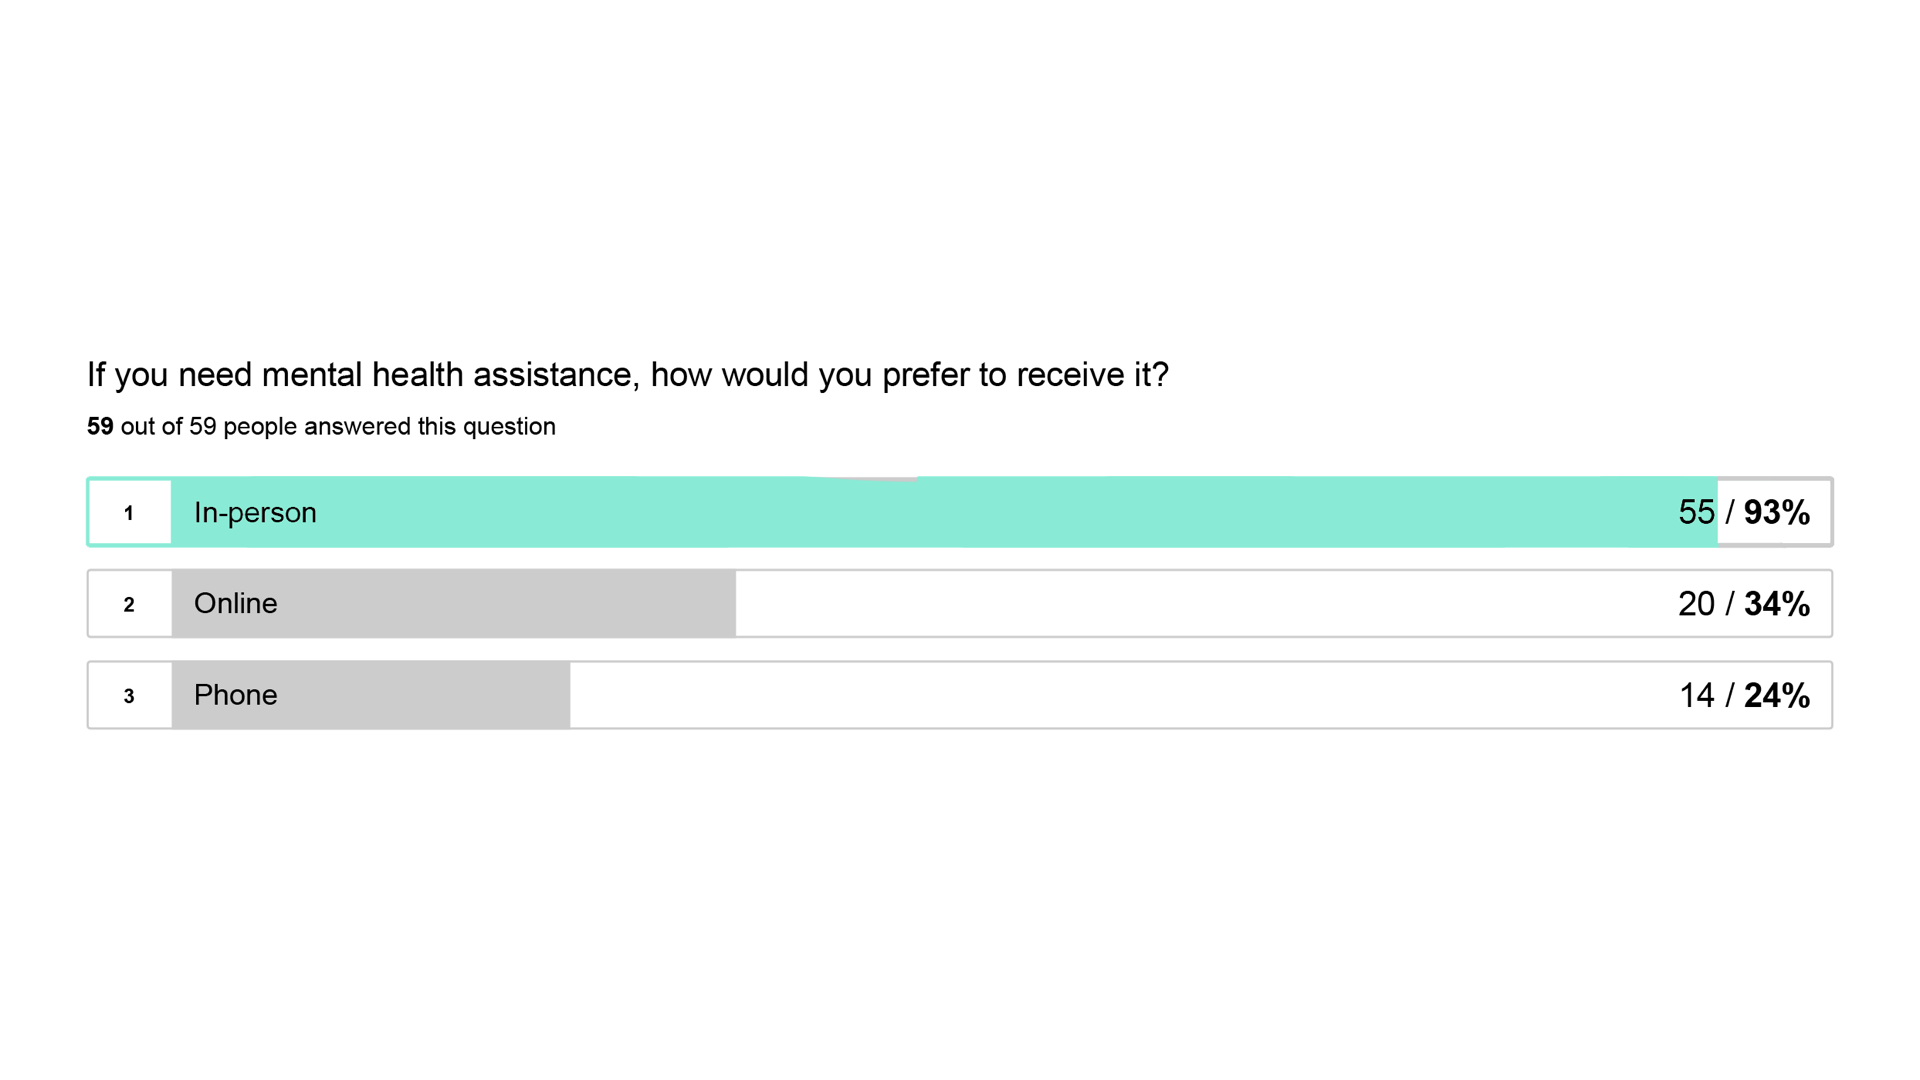 If you need mental health assistance, how would you prefer to receive it?
59 out of 59 people answered this question
1 In-person 55 / 93%
2 Online 20 / 34%
3 Phone 14 / 24%